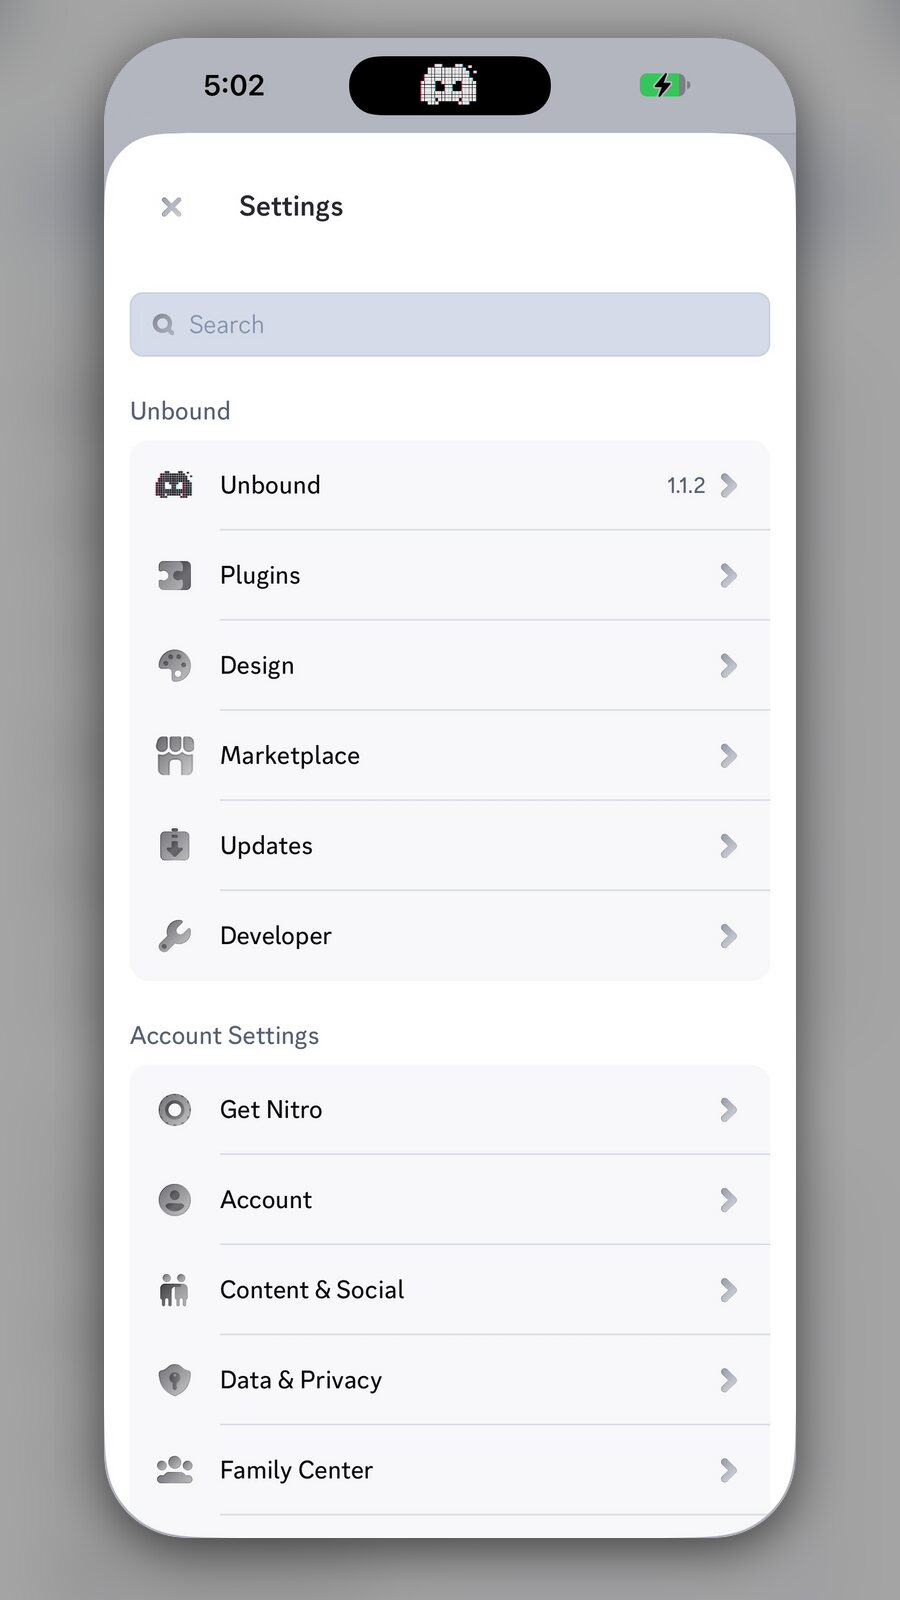 5:02
Settings
Search
Unbound
Unbound 1.1.2
Plugins
Design
Marketplace
Updates
Developer
Account Settings
Get Nitro
Account
Content & Social
Data & Privacy
Family Center